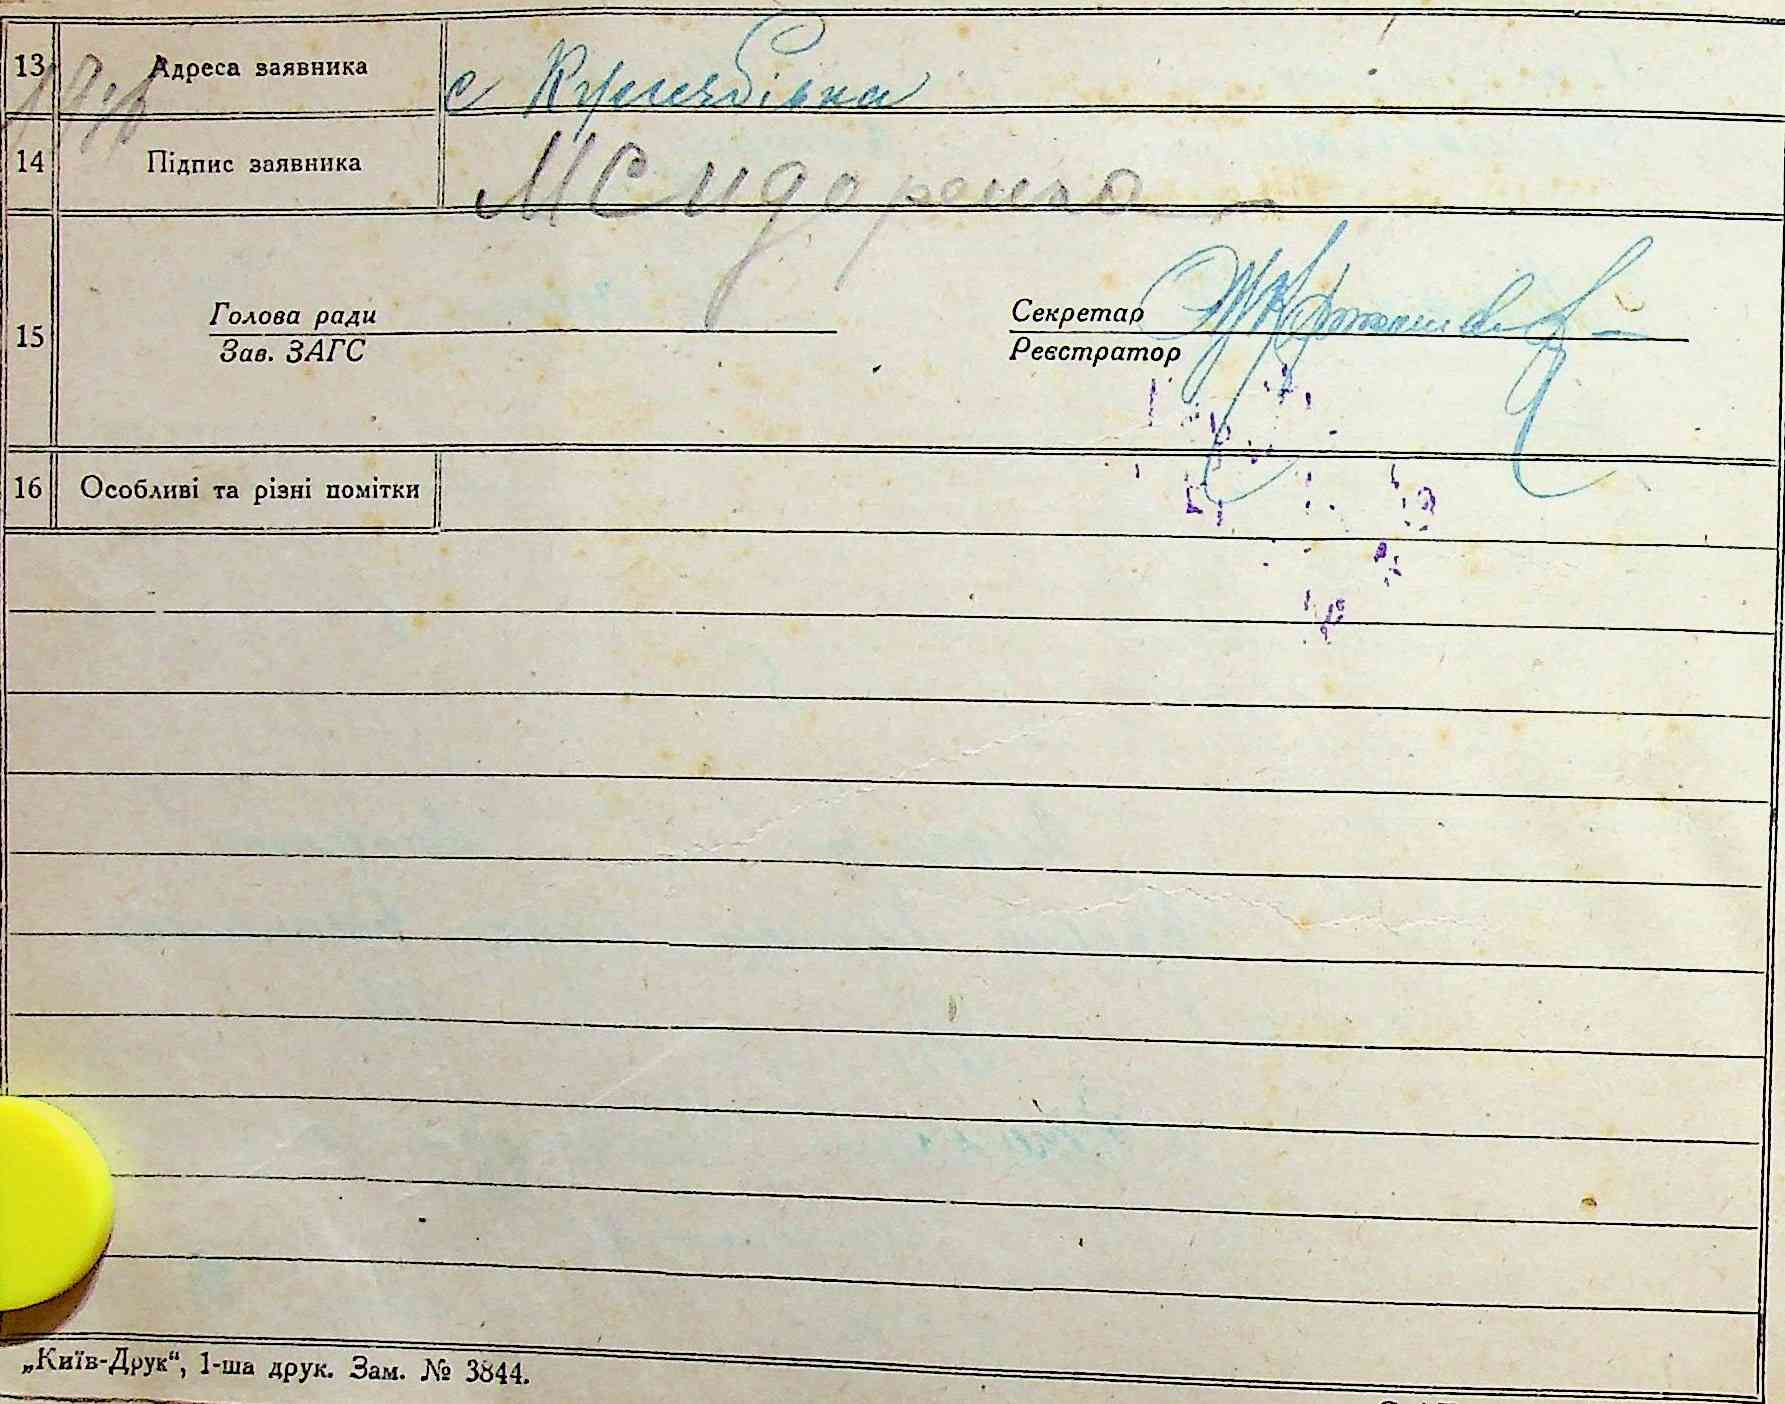 13 Адреса заявника с
14 Підпис заявника МСидоренко
15 Голова ради Секретар
Зав. ЗАГС Реєстратор
16 Особливі та різні помітки
„Київ-Друк“, 1-ша друк. Зам. № 3844.